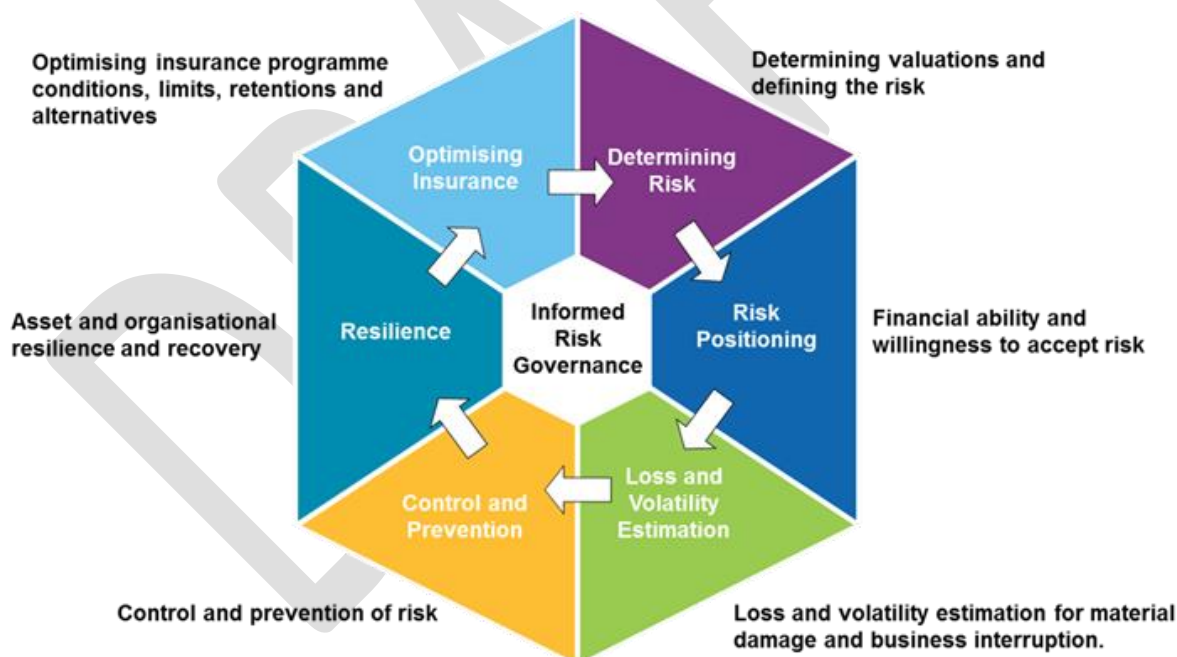 Optimising insurance programme
conditions, limits, retentions and
alternatives
Determining valuations and
defining the risk
Optimising
Insurance
Determining
Risk
Asset and organisational
resilience and recovery
Resilience
Informed
Risk
Governance
Risk
Positioning
Financial ability and
willingness to accept risk
Control and
Prevention
Loss and
Volatility
Estimation
Control and prevention of risk
Loss and volatility estimation for material
damage and business interruption.